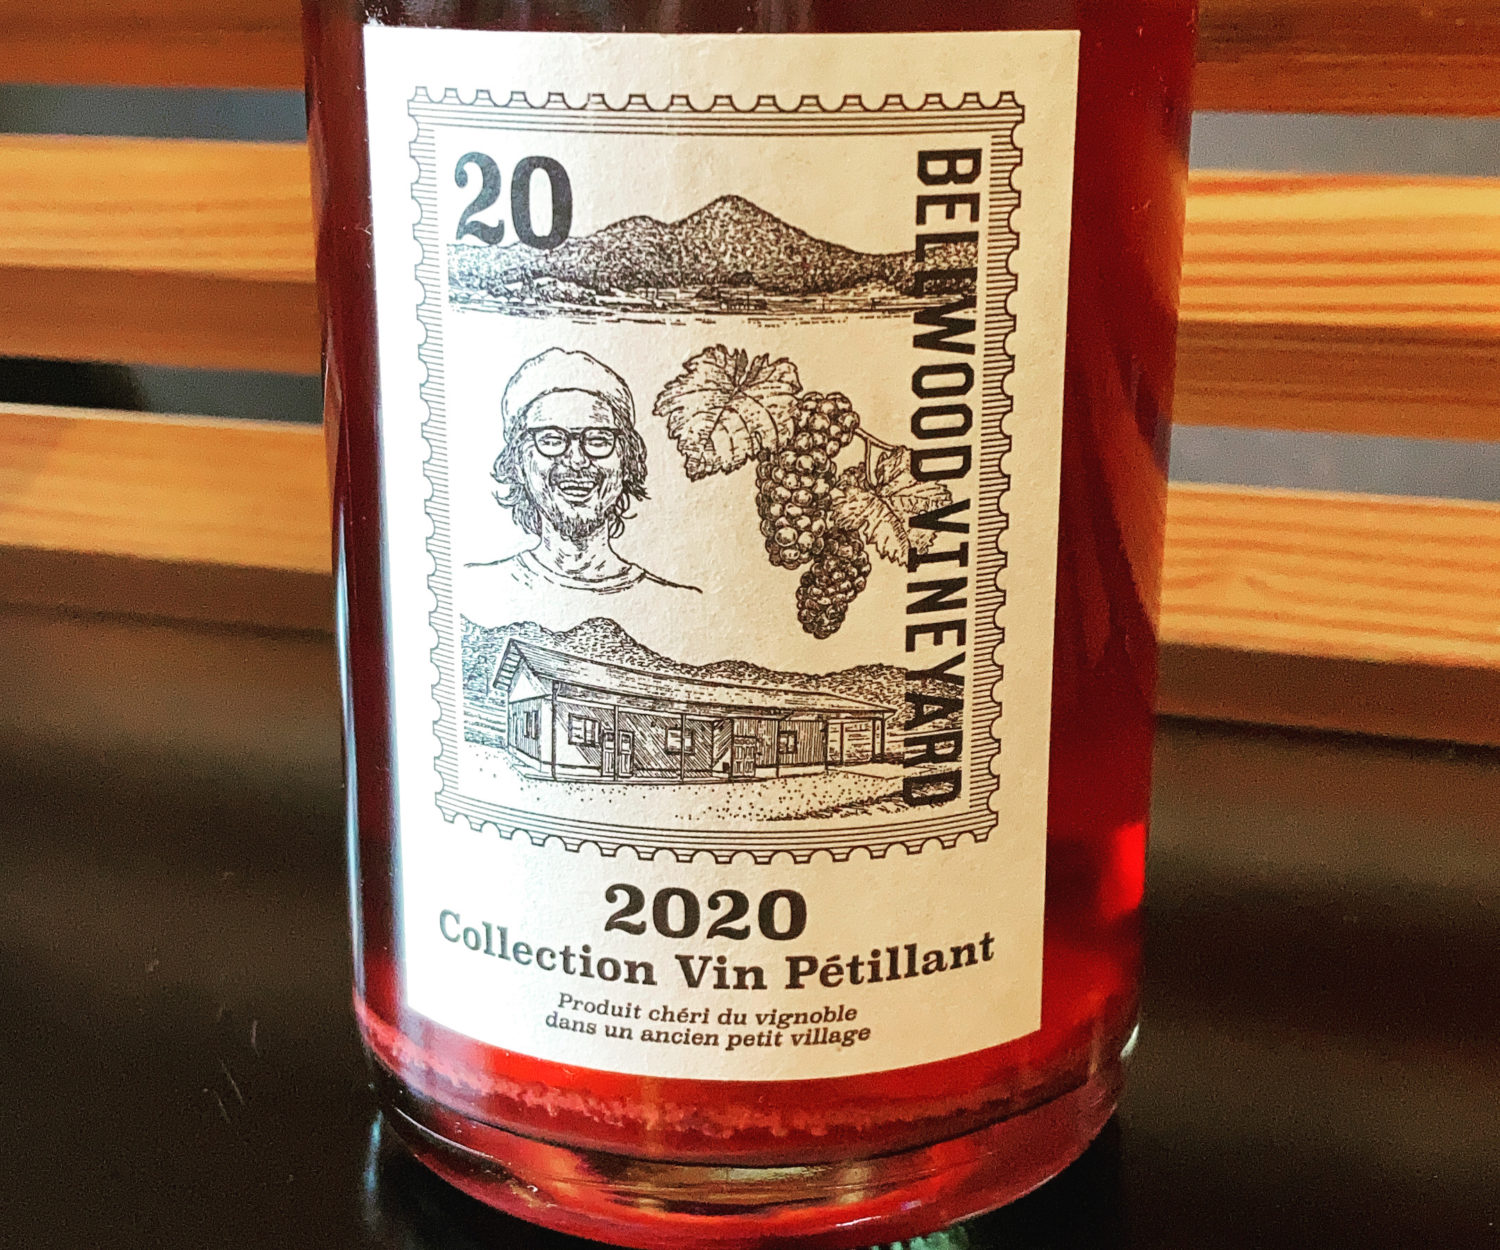 20
BELLWOOD VINEYARD
2020
Collection Vin Pétillant
Produit chéri du vignoble
dans un ancien petit village